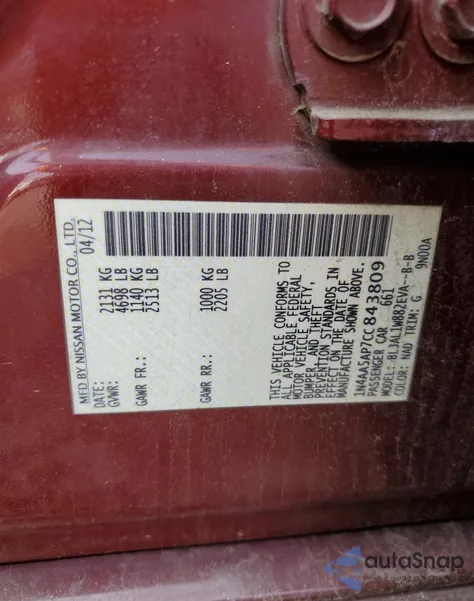 MFD BY NISSAN MOTOR CO., LTD.
DATE: 04/12
GVWR: 2131 KG
4698 LB
GAWR FR.: 1140 KG
2513 LB
GAWR RR.: 1000 KG
2205 LB
THIS VEHICLE CONFORMS TO
ALL APPLICABLE FEDERAL
MOTOR VEHICLE SAFETY,
BUMPER, AND THEFT
PREVENTION STANDARDS IN
EFFECT ON THE DATE OF
MANUFACTURE SHOWN ABOVE.
1N4AA5AP7CC843809
PASSENGER CAR 661
MODEL: BLJAL1W882EVA--B-B
COLOR: NAD TRIM: G 9N00A
autoSnap